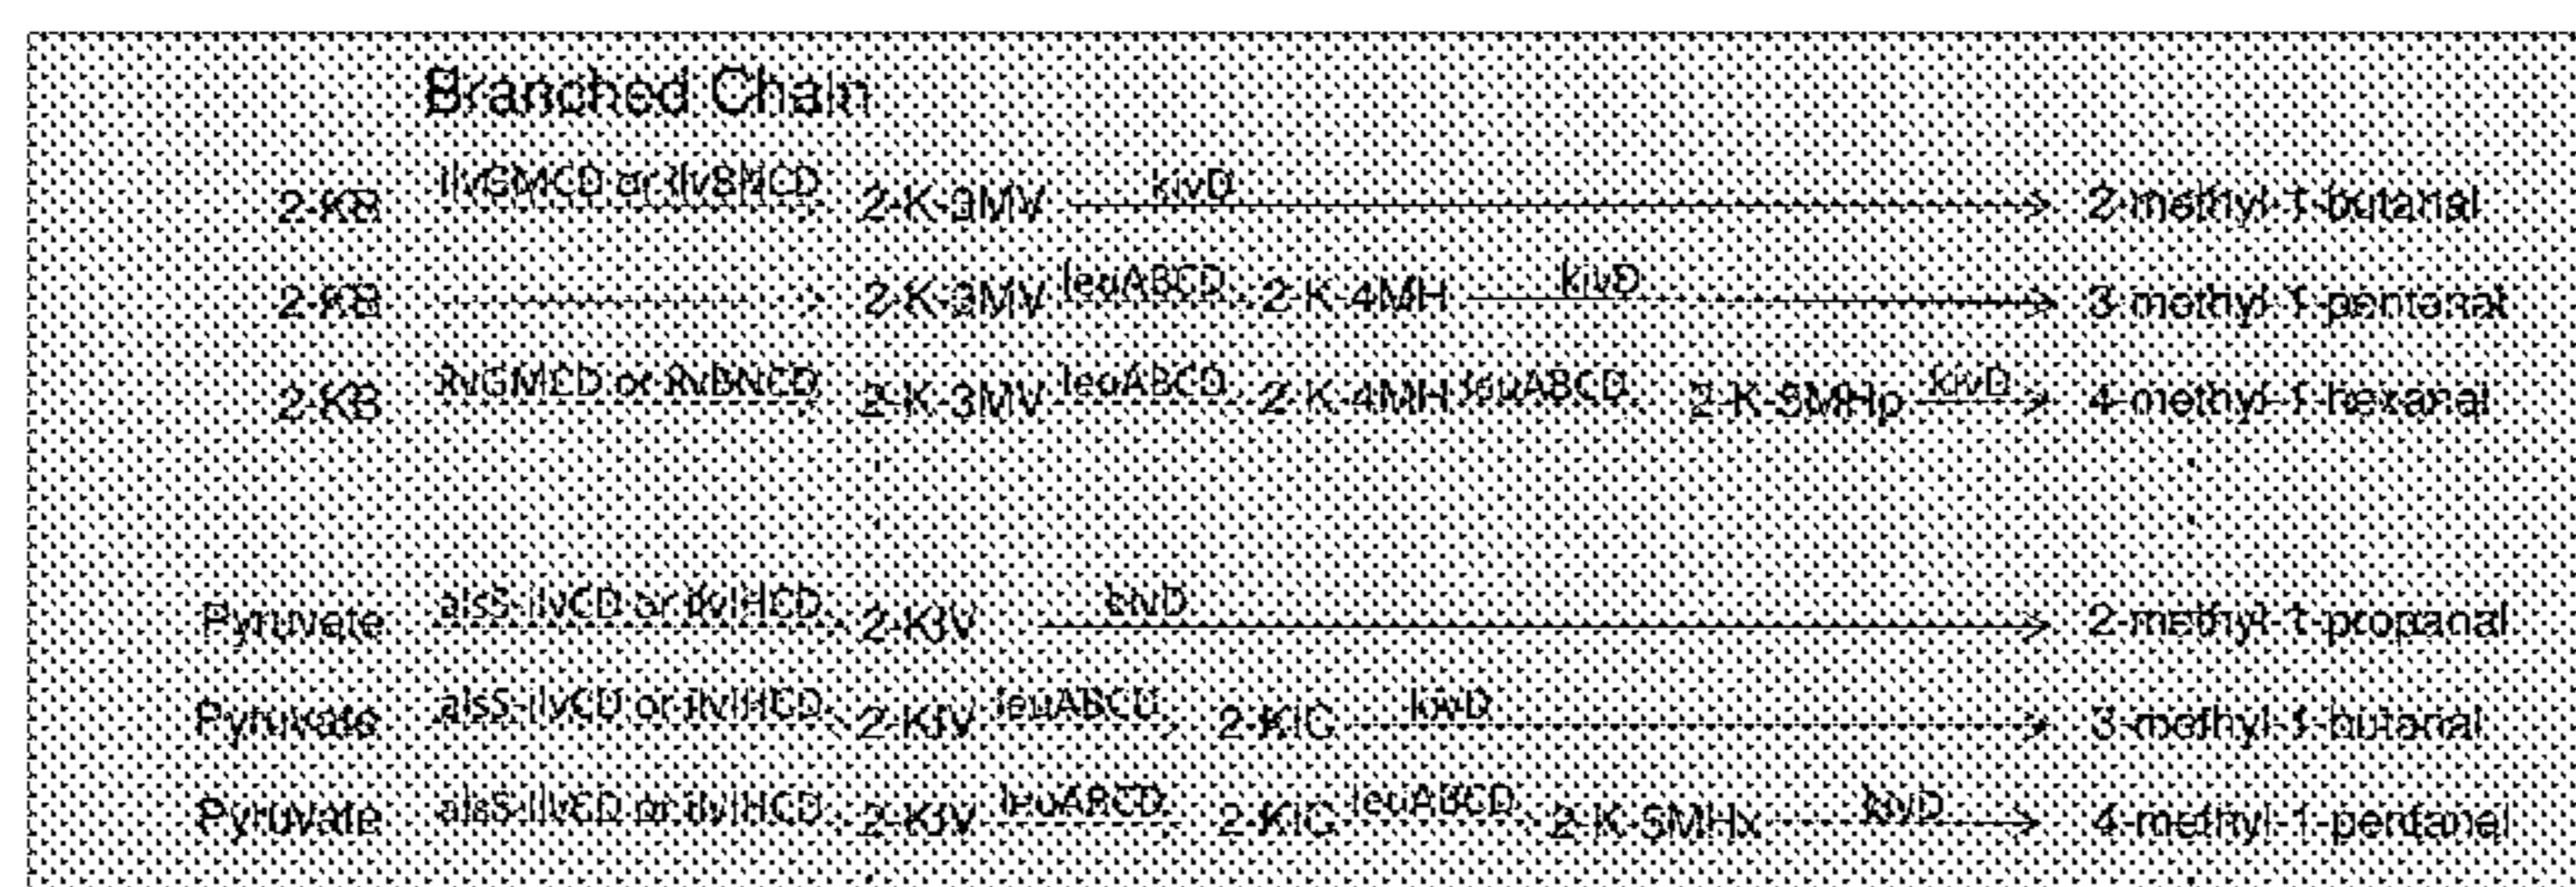 Branched Chain
2-KB ilvGMCD or ilvBNCD 2-K-3MV kivD 2-methyl-1-butanal
2-KB 2-K-3MV leuABCD 2-K-4MH kivD 3-methyl-1-pentanal
2-KB ilvGMCD or ilvBNCD 2-K-3MV leuABCD 2-K-4MH leuABCD 2-K-5MHp kivD 4-methyl-1-hexanal
Pyruvate alsS-ilvCD or ilvIHCD 2-KIV kivD 2-methyl-1-propanal
Pyruvate alsS-ilvCD or ilvIHCD 2-KIV leuABCD 2-KIC kivD 3-methyl-1-butanal
Pyruvate alsS-ilvCD or ilvIHCD 2-KIV leuABCD 2-KIC leuABCD 2-K-5MHx kivD 4-methyl-1-pentanal